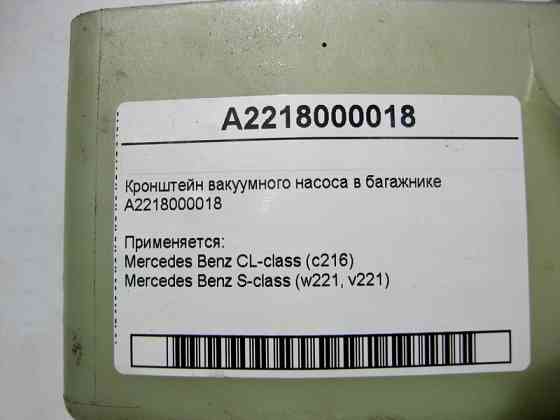 A2218000018
Кронштейн вакуумного насоса в багажнике
A2218000018
Применяется:
Mercedes Benz CL-class (c216)
Mercedes Benz S-class (w221, v221)